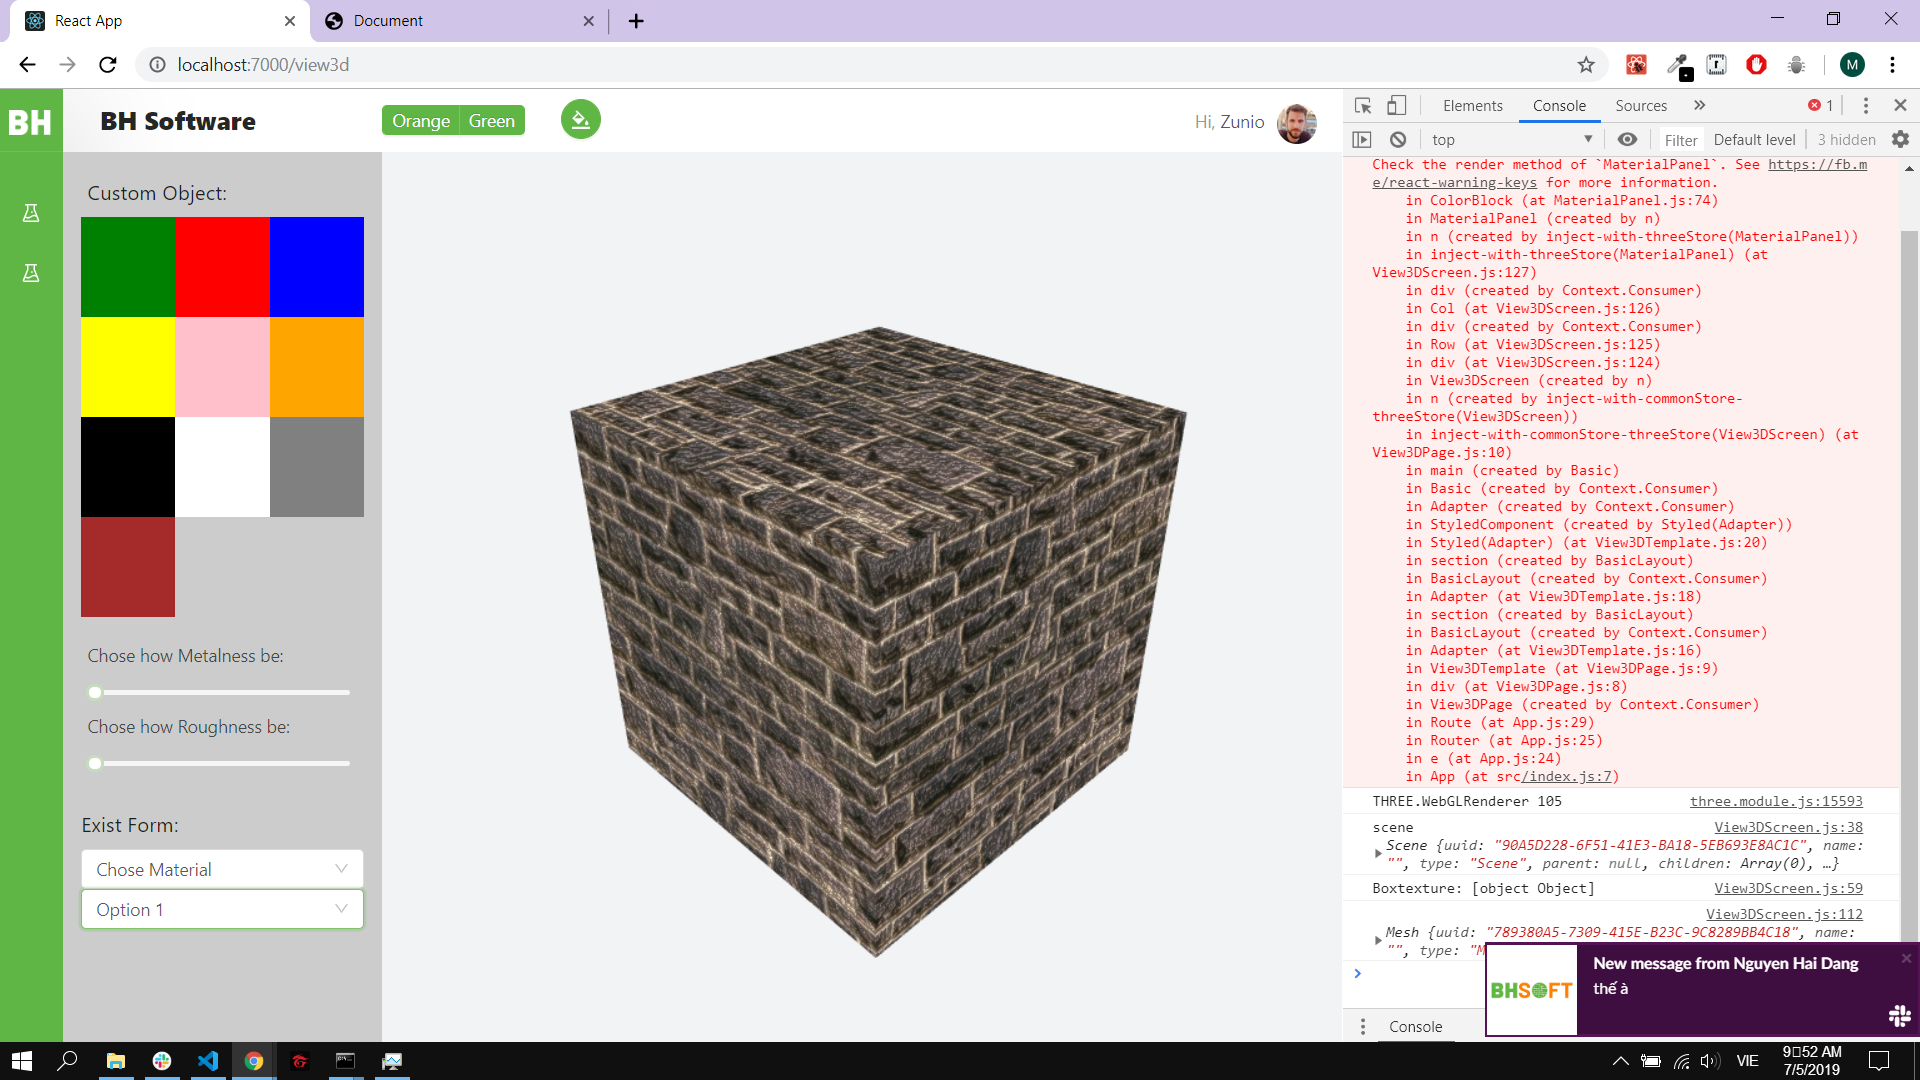 React App
Document
localhost:7000/view3d
M
BH
BH Software
Orange
Green
Hi, Zunio
Custom Object:
Chose how Metalness be:
Chose how Roughness be:
Exist Form:
Chose Material
Option 1
Elements
Console
Sources
1
top
Filter
Default level
3 hidden
Check the render method of `MaterialPanel`. See https://fb.m
e/react-warning-keys for more information.
in ColorBlock (at MaterialPanel.js:74)
in MaterialPanel (created by n)
in n (created by inject-with-threeStore(MaterialPanel))
in inject-with-threeStore(MaterialPanel) (at
View3DScreen.js:127)
in div (created by Context.Consumer)
in Col (at View3DScreen.js:126)
in div (created by Context.Consumer)
in Row (at View3DScreen.js:125)
in div (at View3DScreen.js:124)
in View3DScreen (created by n)
in n (created by inject-with-commonStore-
threeStore(View3DScreen))
in inject-with-commonStore-threeStore(View3DScreen) (at
View3DPage.js:10)
in main (created by Basic)
in Basic (created by Context.Consumer)
in Adapter (created by Context.Consumer)
in StyledComponent (created by Styled(Adapter))
in Styled(Adapter) (at View3DTemplate.js:20)
in section (created by BasicLayout)
in BasicLayout (created by Context.Consumer)
in Adapter (at View3DTemplate.js:18)
in section (created by BasicLayout)
in BasicLayout (created by Context.Consumer)
in Adapter (at View3DTemplate.js:16)
in View3DTemplate (at View3DPage.js:9)
in div (at View3DPage.js:8)
in View3DPage (created by Context.Consumer)
in Route (at App.js:29)
in Router (at App.js:25)
in e (at App.js:24)
in App (at src/index.js:7)
THREE.WebGLRenderer 105 three.module.js:15593
scene View3DScreen.js:38
Scene {uuid: "90A5D228-6F51-41E3-BA18-5EB693E8AC1C", name:
"", type: "Scene", parent: null, children: Array(0), …}
Boxtexture: [object Object] View3DScreen.js:59
View3DScreen.js:112
Mesh {uuid: "789380A5-7309-415E-B23C-9C8289BB4C18", name:
"", type: "M
New message from Nguyen Hai Dang
thế à
BHSOFT
Console
VIE
9▯52 AM
7/5/2019